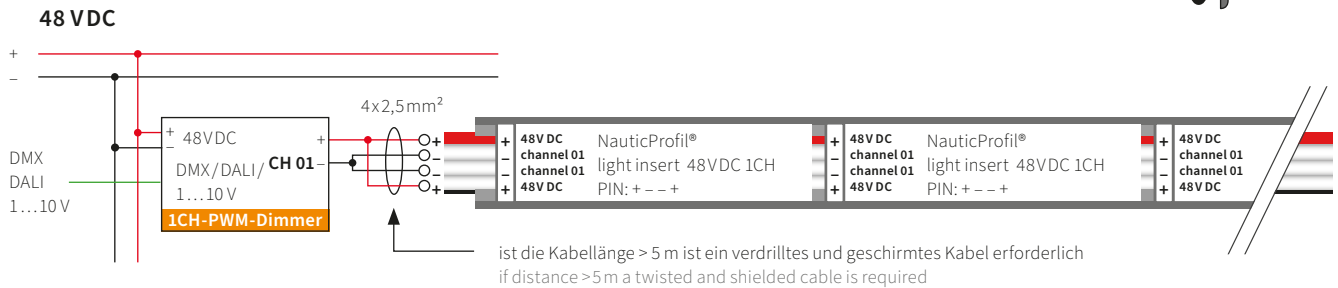 48 V DC
+
–
4x2,5mm²
DMX
DALI
1…10 V
+ 48VDC
–
DMX/DALI/
1…10 V
+
CH 01 –
1CH-PWM-Dimmer
+
–
–
+
+ 48V DC
– channel 01
– channel 01
+ 48V DC
NauticProfil®
light insert 48VDC 1CH
PIN: + – – +
+ 48V DC
– channel 01
– channel 01
+ 48V DC
NauticProfil®
light insert 48VDC 1CH
PIN: + – – +
+ 48V DC
– channel 01
– channel 01
+ 48V DC
ist die Kabellänge > 5 m ist ein verdrilltes und geschirmtes Kabel erforderlich
if distance >5 m a twisted and shielded cable is required